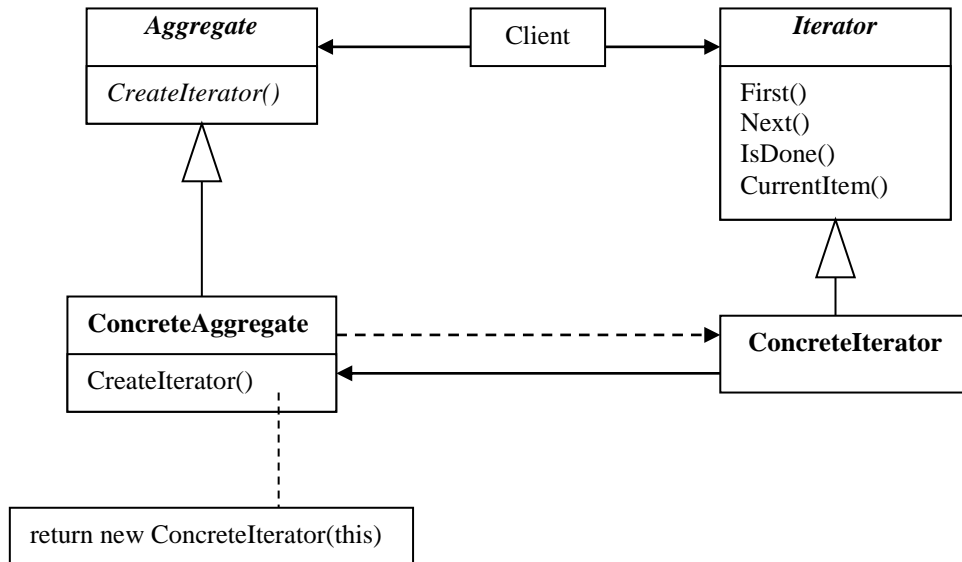 Aggregate
CreateIterator()
Client
Iterator
First()
Next()
IsDone()
CurrentItem()
ConcreteAggregate
CreateIterator()
ConcreteIterator
return new ConcreteIterator(this)